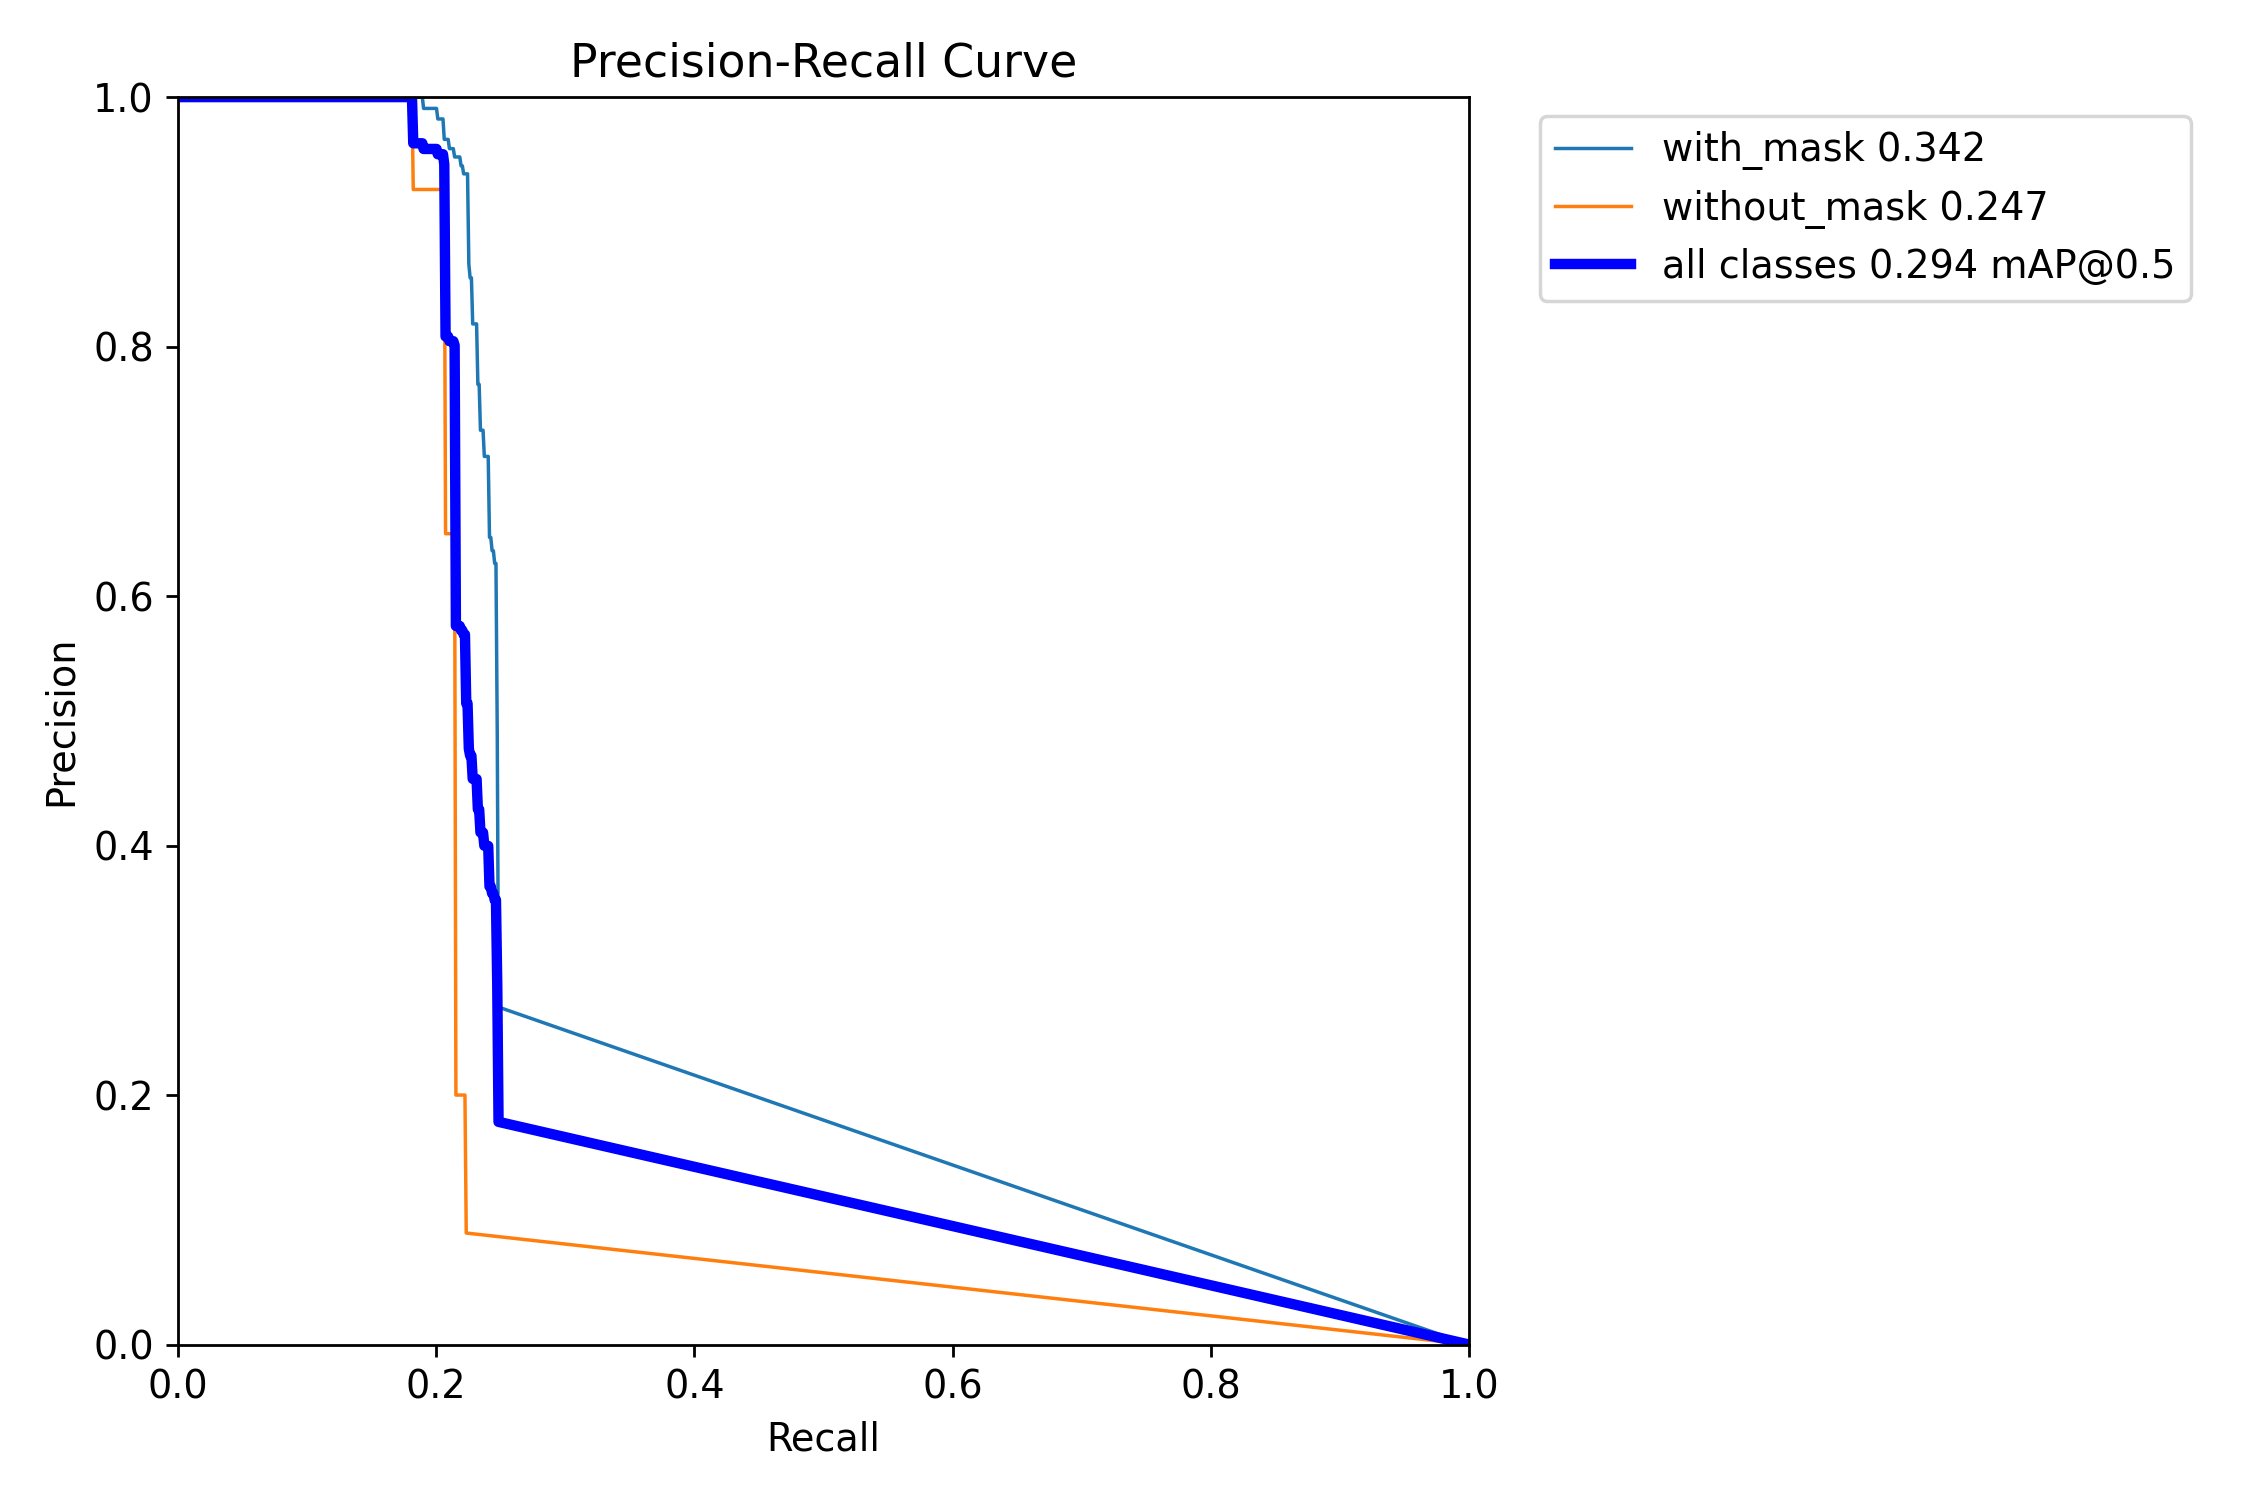 Precision-Recall Curve
with_mask 0.342
without_mask 0.247
all classes 0.294 mAP@0.5
Precision
1.0
0.8
0.6
0.4
0.2
0.0
0.0 0.2 0.4 0.6 0.8 1.0
Recall